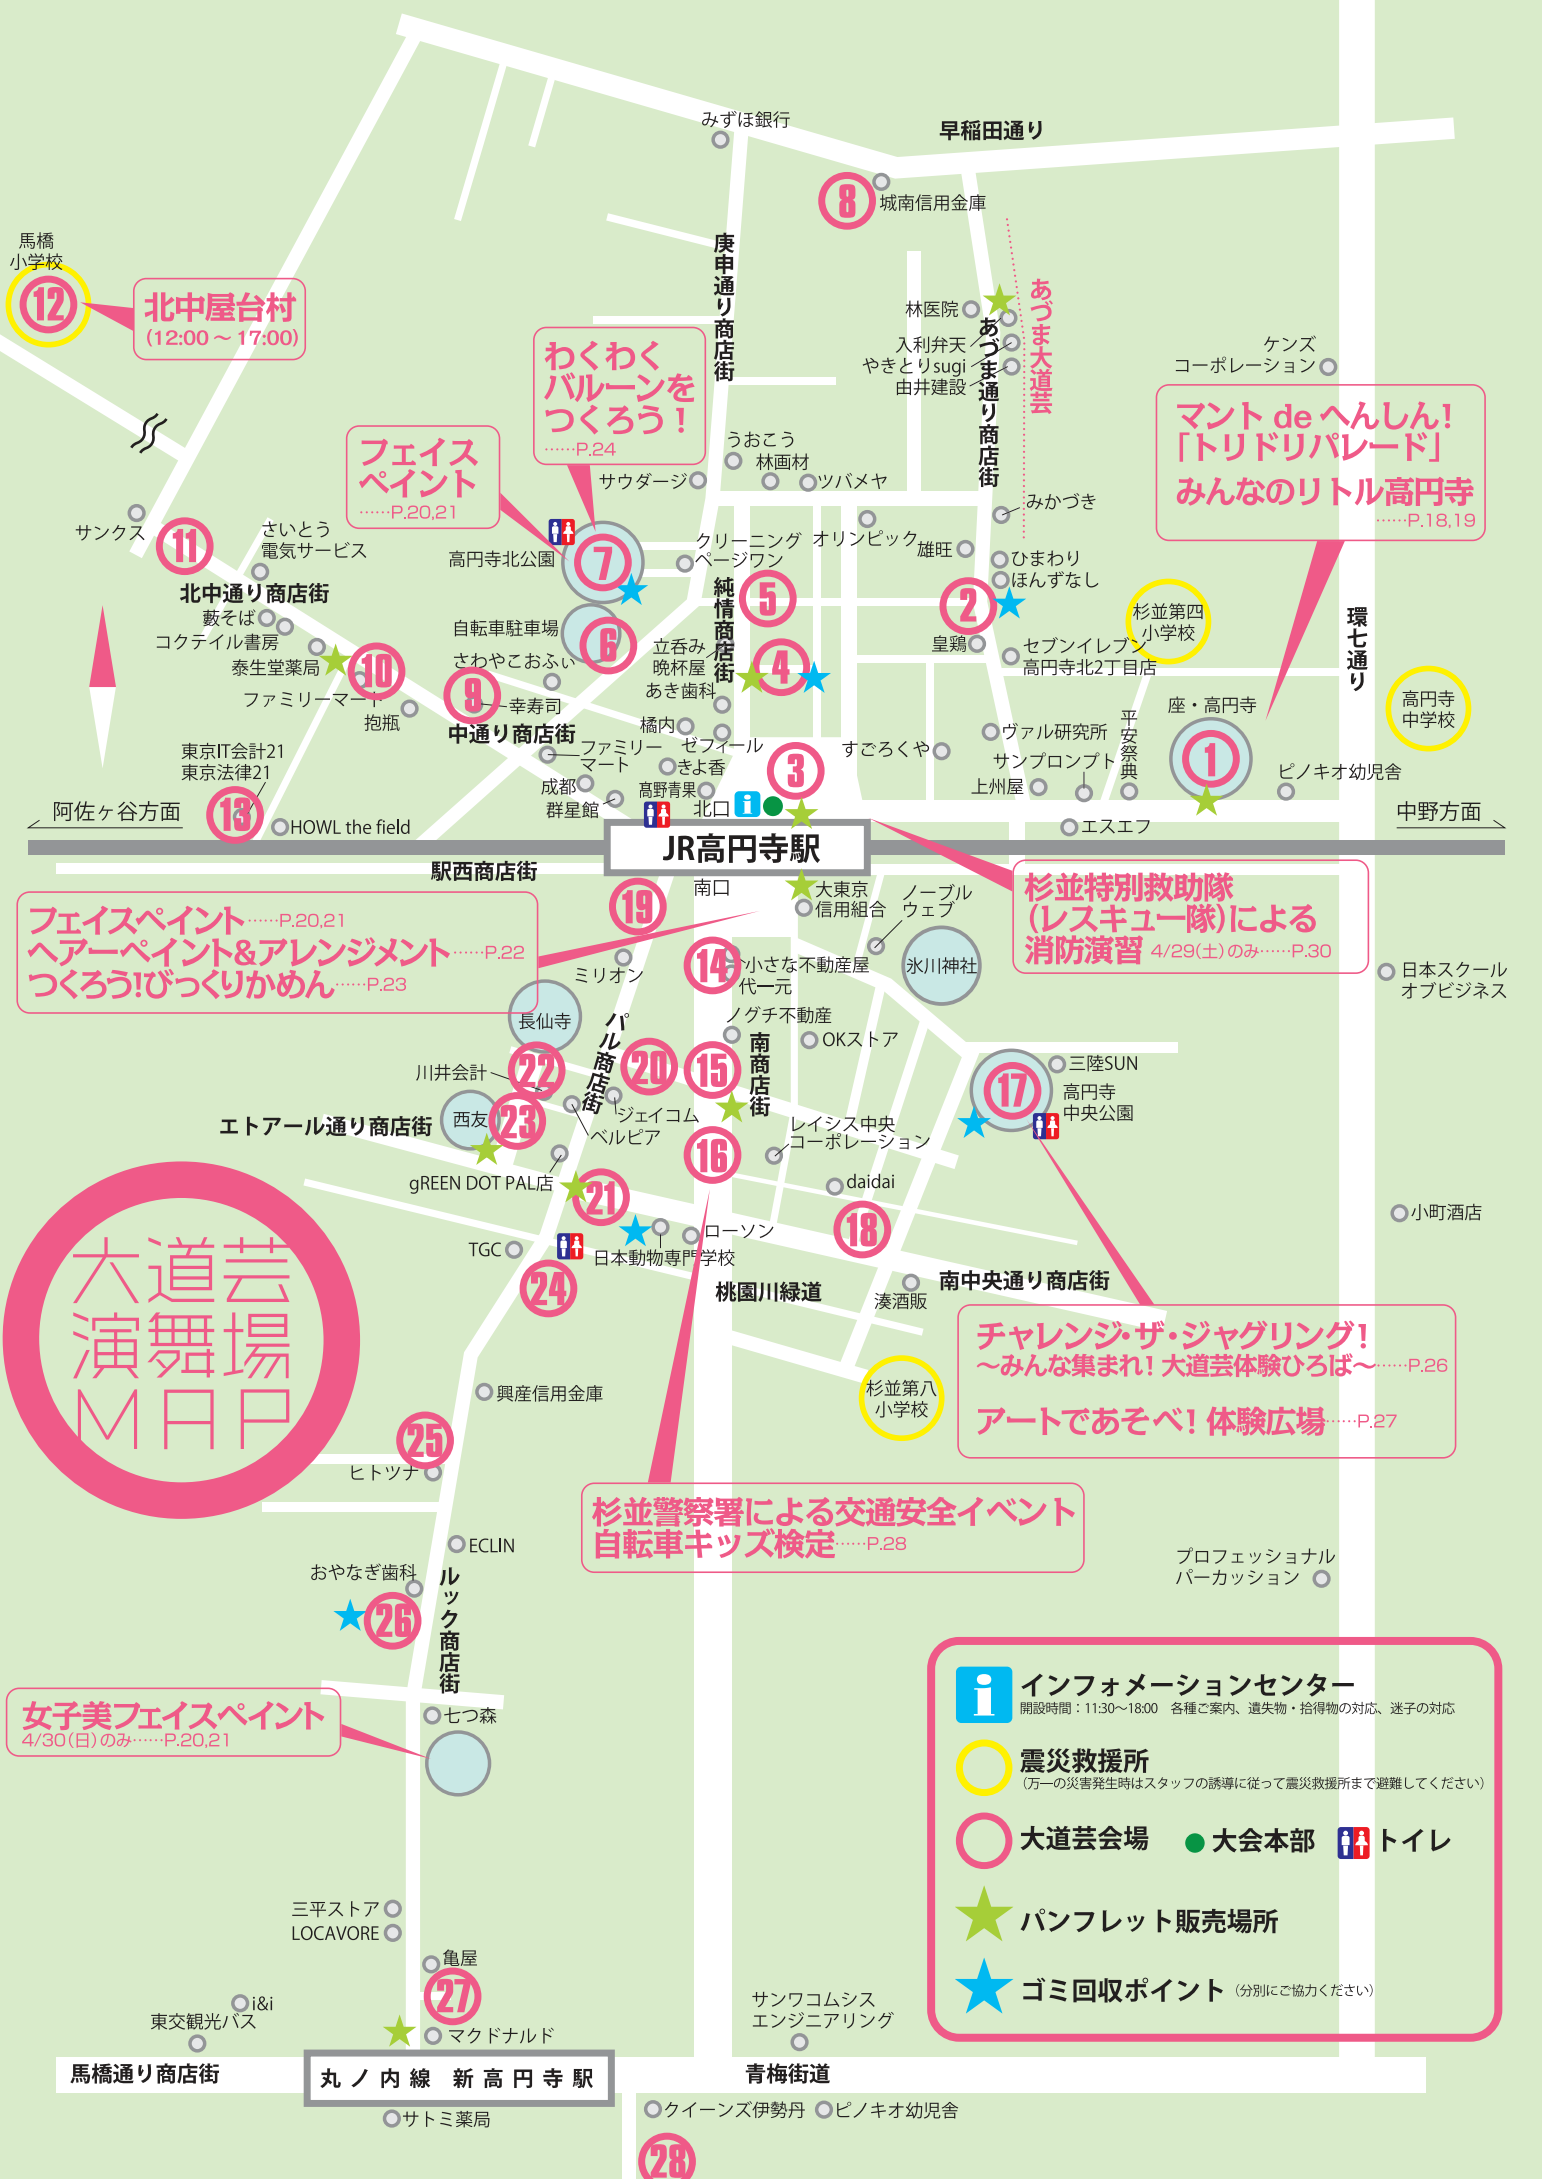 みずほ銀行
早稲田通り
8
城南信用金庫
馬橋
小学校
12
北中屋台村
(12:00 ～ 17:00)
庚申通り商店街
林医院
入利弁天
やきとりsugi
由井建設
あづま通り商店街
あづま大道芸
ケンズ
コーポレーション
わくわく
バルーンを
つくろう！
……P.24
フェイス
ペイント
……P.20,21
マント de へんしん！
「トリドリパレード」
みんなのリトル高円寺
……P.18,19
うおこう
林画材
サウダージ
ツバメヤ
みかづき
サンクス
11
さいとう
電気サービス
高円寺北公園
7
クリーニング
ページワン
オリンピック
雄旺
ひまわり
ほんずなし
北中通り商店街
藪そば
コクテイル書房
泰生堂薬局
10
ファミリーマート
抱瓶
自転車駐車場
6
さわやこおふぃ
9
幸寿司
中通り商店街
純情商店街
5
立呑み
晩杯屋
4
あき歯科
2
皇鶏
セブンイレブン
高円寺北2丁目店
杉並第四
小学校
環七通り
高円寺
中学校
橘内
ファミリー
マート
ゼフィール
きよ香
成都
群星館
髙野青果
北口
3
すごろくや
ヴァル研究所
サンプロンプト
上州屋
平安祭典
座・高円寺
1
ピノキオ幼児舎
エスエフ
東京IT会計21
東京法律21
13
HOWL the field
阿佐ヶ谷方面
中野方面
JR高円寺駅
駅西商店街
南口
19
大東京
信用組合
ノーブル
ウェブ
杉並特別救助隊
(レスキュー隊)による
消防演習 4/29(土)のみ……P.30
フェイスペイント……P.20,21
ヘアーペイント&アレンジメント……P.22
つくろう!びっくりかめん……P.23
ミリオン
14
小さな不動産屋
代一元
氷川神社
日本スクール
オブビジネス
長仙寺
パル商店街
ノグチ不動産
OKストア
南商店街
川井会計
22
20
15
17
三陸SUN
高円寺
中央公園
エトアール通り商店街
西友
23
ジェイコム
ベルピア
レイシス中央
コーポレーション
16
gREEN DOT PAL店
21
daidai
18
小町酒店
TGC
ローソン
日本動物専門学校
24
桃園川緑道
南中央通り商店街
湊酒販
大道芸
演舞場
MAP
チャレンジ・ザ・ジャグリング！
～みんな集まれ！大道芸体験ひろば～……P.26
アートであそべ！体験広場……P.27
杉並第八
小学校
興産信用金庫
25
ヒトツナ
杉並警察署による交通安全イベント
自転車キッズ検定……P.28
ECLIN
おやなぎ歯科
26
ルック商店街
プロフェッショナル
パーカッション
女子美フェイスペイント
4/30(日)のみ……P.20,21
七つ森
インフォメーションセンター
開設時間：11:30～18:00　各種ご案内、遺失物・拾得物の対応、迷子の対応
震災救援所
（万一の災害発生時はスタッフの誘導に従って震災救援所まで避難してください）
大道芸会場
大会本部
トイレ
パンフレット販売場所
ゴミ回収ポイント（分別にご協力ください）
三平ストア
LOCAVORE
亀屋
27
マクドナルド
i&i
東交観光バス
サンワコムシス
エンジニアリング
馬橋通り商店街
丸ノ内線 新高円寺駅
青梅街道
サトミ薬局
クイーンズ伊勢丹
ピノキオ幼児舎
28